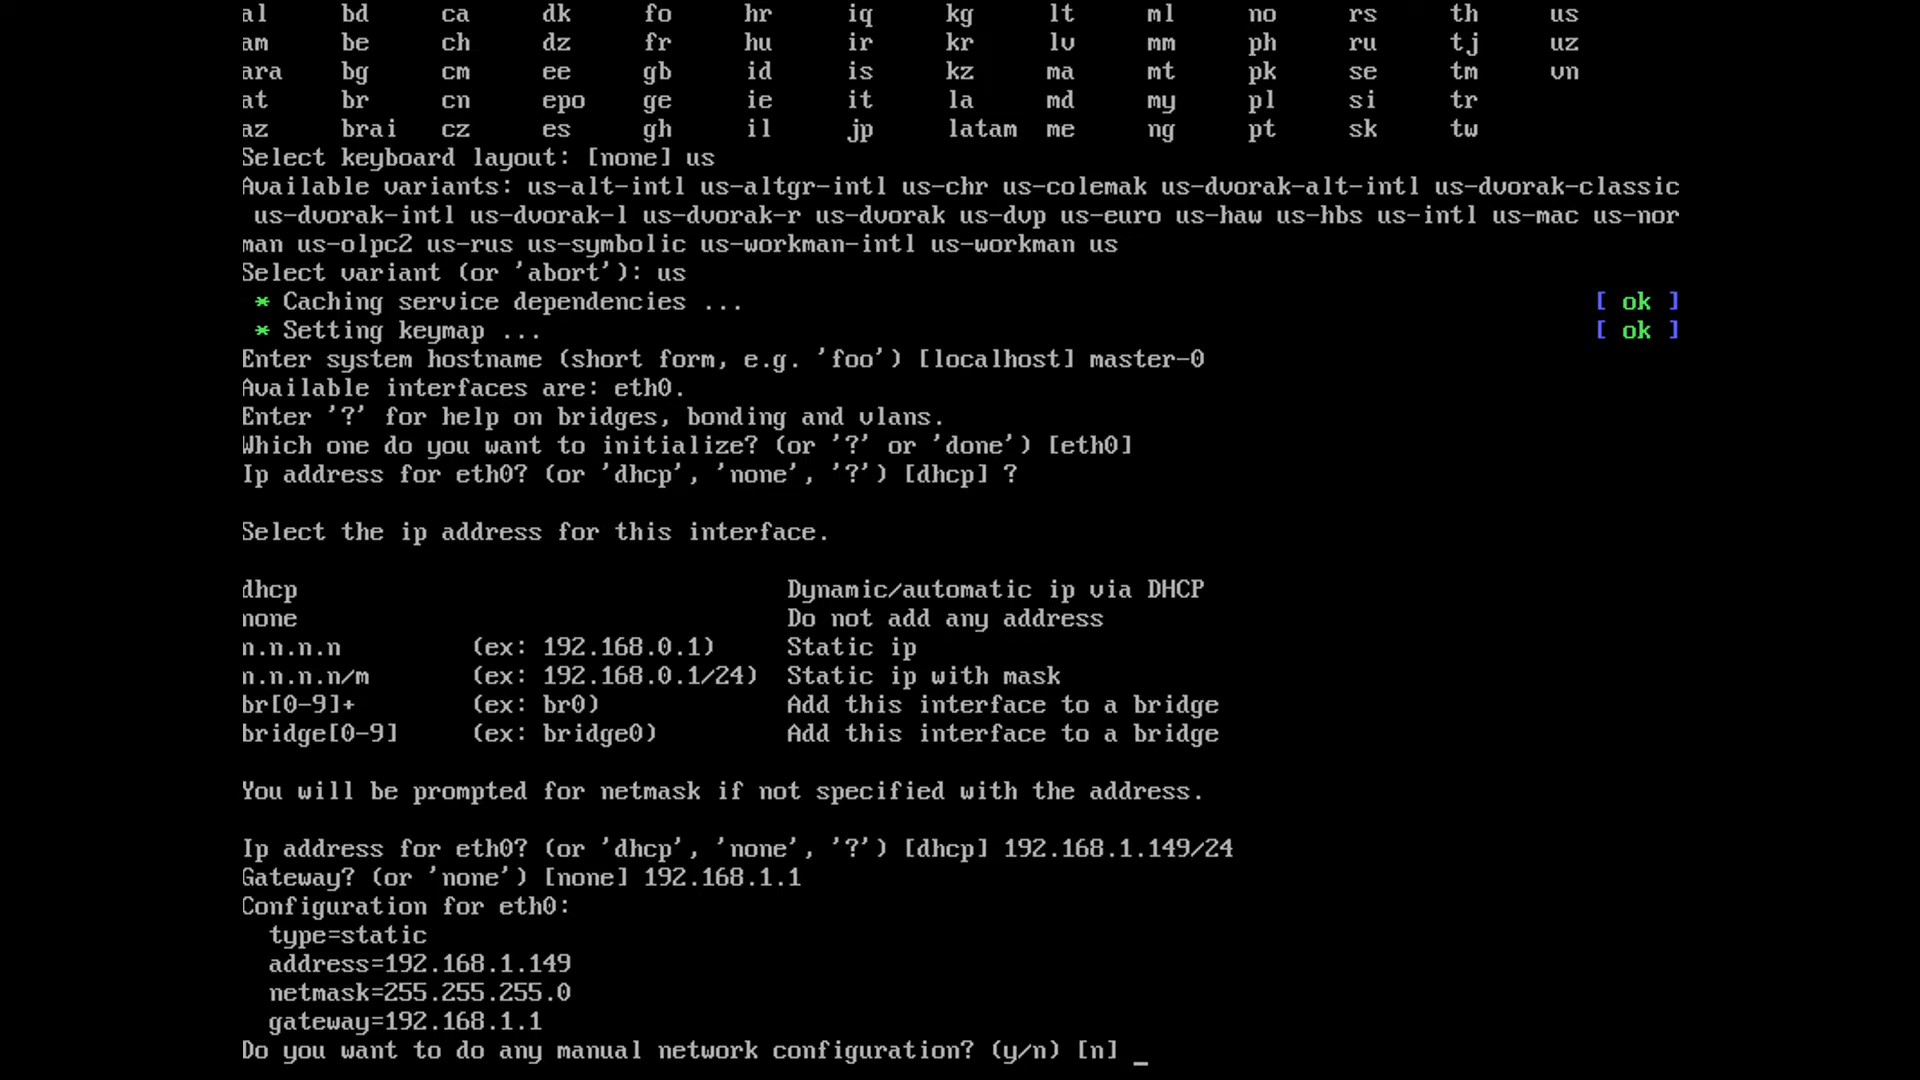 al bd ca dk fo hr iq kg lt ml no rs th us
am be ch dz fr hu ir kr lv mm ph ru tj uz
ara bg cm ee gb id is kz ma mt pk se tm vn
at br cn epo ge ie it la md my pl si tr
az brai cz es gh il jp latam me ng pt sk tw
Select keyboard layout: [none] us
Available variants: us-alt-intl us-altgr-intl us-chr us-colemak us-dvorak-alt-intl us-dvorak-classic
us-dvorak-intl us-dvorak-l us-dvorak-r us-dvorak us-dvp us-euro us-haw us-hbs us-intl us-mac us-nor
man us-olpc2 us-rus us-symbolic us-workman-intl us-workman us
Select variant (or 'abort'): us
* Caching service dependencies ... [ ok ]
* Setting keymap ... [ ok ]
Enter system hostname (short form, e.g. 'foo') [localhost] master-0
Available interfaces are: eth0.
Enter '?' for help on bridges, bonding and vlans.
Which one do you want to initialize? (or '?' or 'done') [eth0]
Ip address for eth0? (or 'dhcp', 'none', '?') [dhcp] ?
Select the ip address for this interface.
dhcp Dynamic/automatic ip via DHCP
none Do not add any address
n.n.n.n (ex: 192.168.0.1) Static ip
n.n.n.n/m (ex: 192.168.0.1/24) Static ip with mask
br[0-9]+ (ex: br0) Add this interface to a bridge
bridge[0-9] (ex: bridge0) Add this interface to a bridge
You will be prompted for netmask if not specified with the address.
Ip address for eth0? (or 'dhcp', 'none', '?') [dhcp] 192.168.1.149/24
Gateway? (or 'none') [none] 192.168.1.1
Configuration for eth0:
type=static
address=192.168.1.149
netmask=255.255.255.0
gateway=192.168.1.1
Do you want to do any manual network configuration? (y/n) [n] _